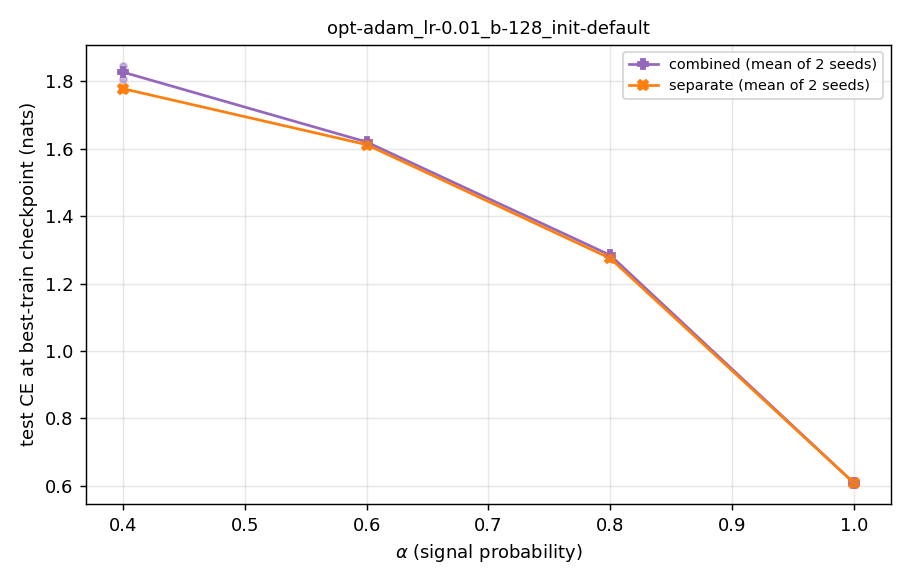 opt-adam_lr-0.01_b-128_init-default
combined (mean of 2 seeds)
separate (mean of 2 seeds)
test CE at best-train checkpoint (nats)
1.8
1.6
1.4
1.2
1.0
0.8
0.6
0.4 0.5 0.6 0.7 0.8 0.9 1.0
α (signal probability)